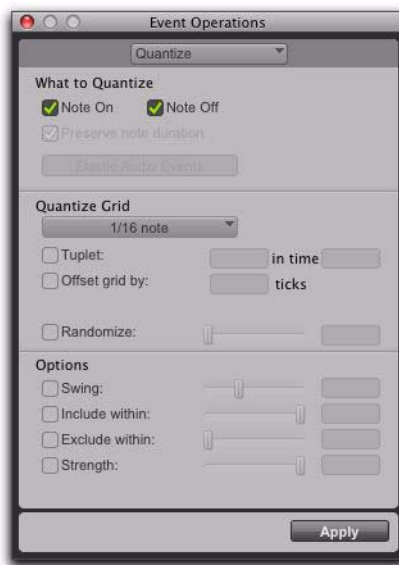 Event Operations
Quantize
What to Quantize
Note On Note Off
Preserve note duration
Elastic Audio Events
Quantize Grid
1/16 note
Tuplet: in time
Offset grid by: ticks
Randomize:
Options
Swing:
Include within:
Exclude within:
Strength:
Apply